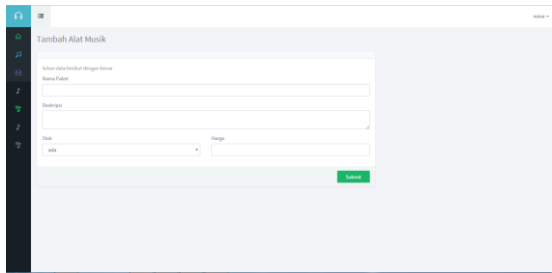 Tambah Alat Musik
Isikan data berikut dengan benar
Nama Paket
Deskripsi
Stok
Harga
ada
Submit